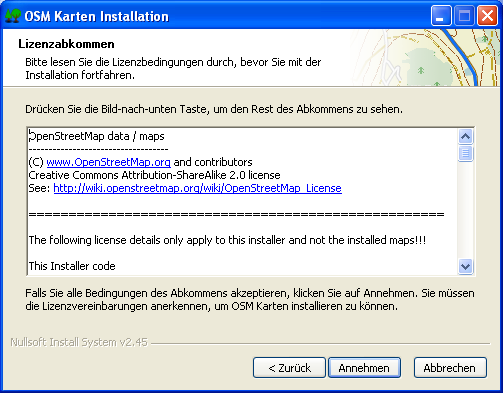 OSM Karten Installation
Lizenzabkommen
Bitte lesen Sie die Lizenzbedingungen durch, bevor Sie mit der
Installation fortfahren.
Drücken Sie die Bild-nach-unten Taste, um den Rest des Abkommens zu sehen.
OpenStreetMap data / maps
----------------------------------
(C) www.OpenStreetMap.org and contributors
Creative Commons Attribution-ShareAlike 2.0 license
See: http://wiki.openstreetmap.org/wiki/OpenStreetMap_License
====================================================
The following license details only apply to this installer and not the installed maps!!!
This Installer code
Falls Sie alle Bedingungen des Abkommens akzeptieren, klicken Sie auf Annehmen. Sie müssen
die Lizenzvereinbarungen anerkennen, um OSM Karten installieren zu können.
Nullsoft Install System v2.45
< Zurück
Annehmen
Abbrechen